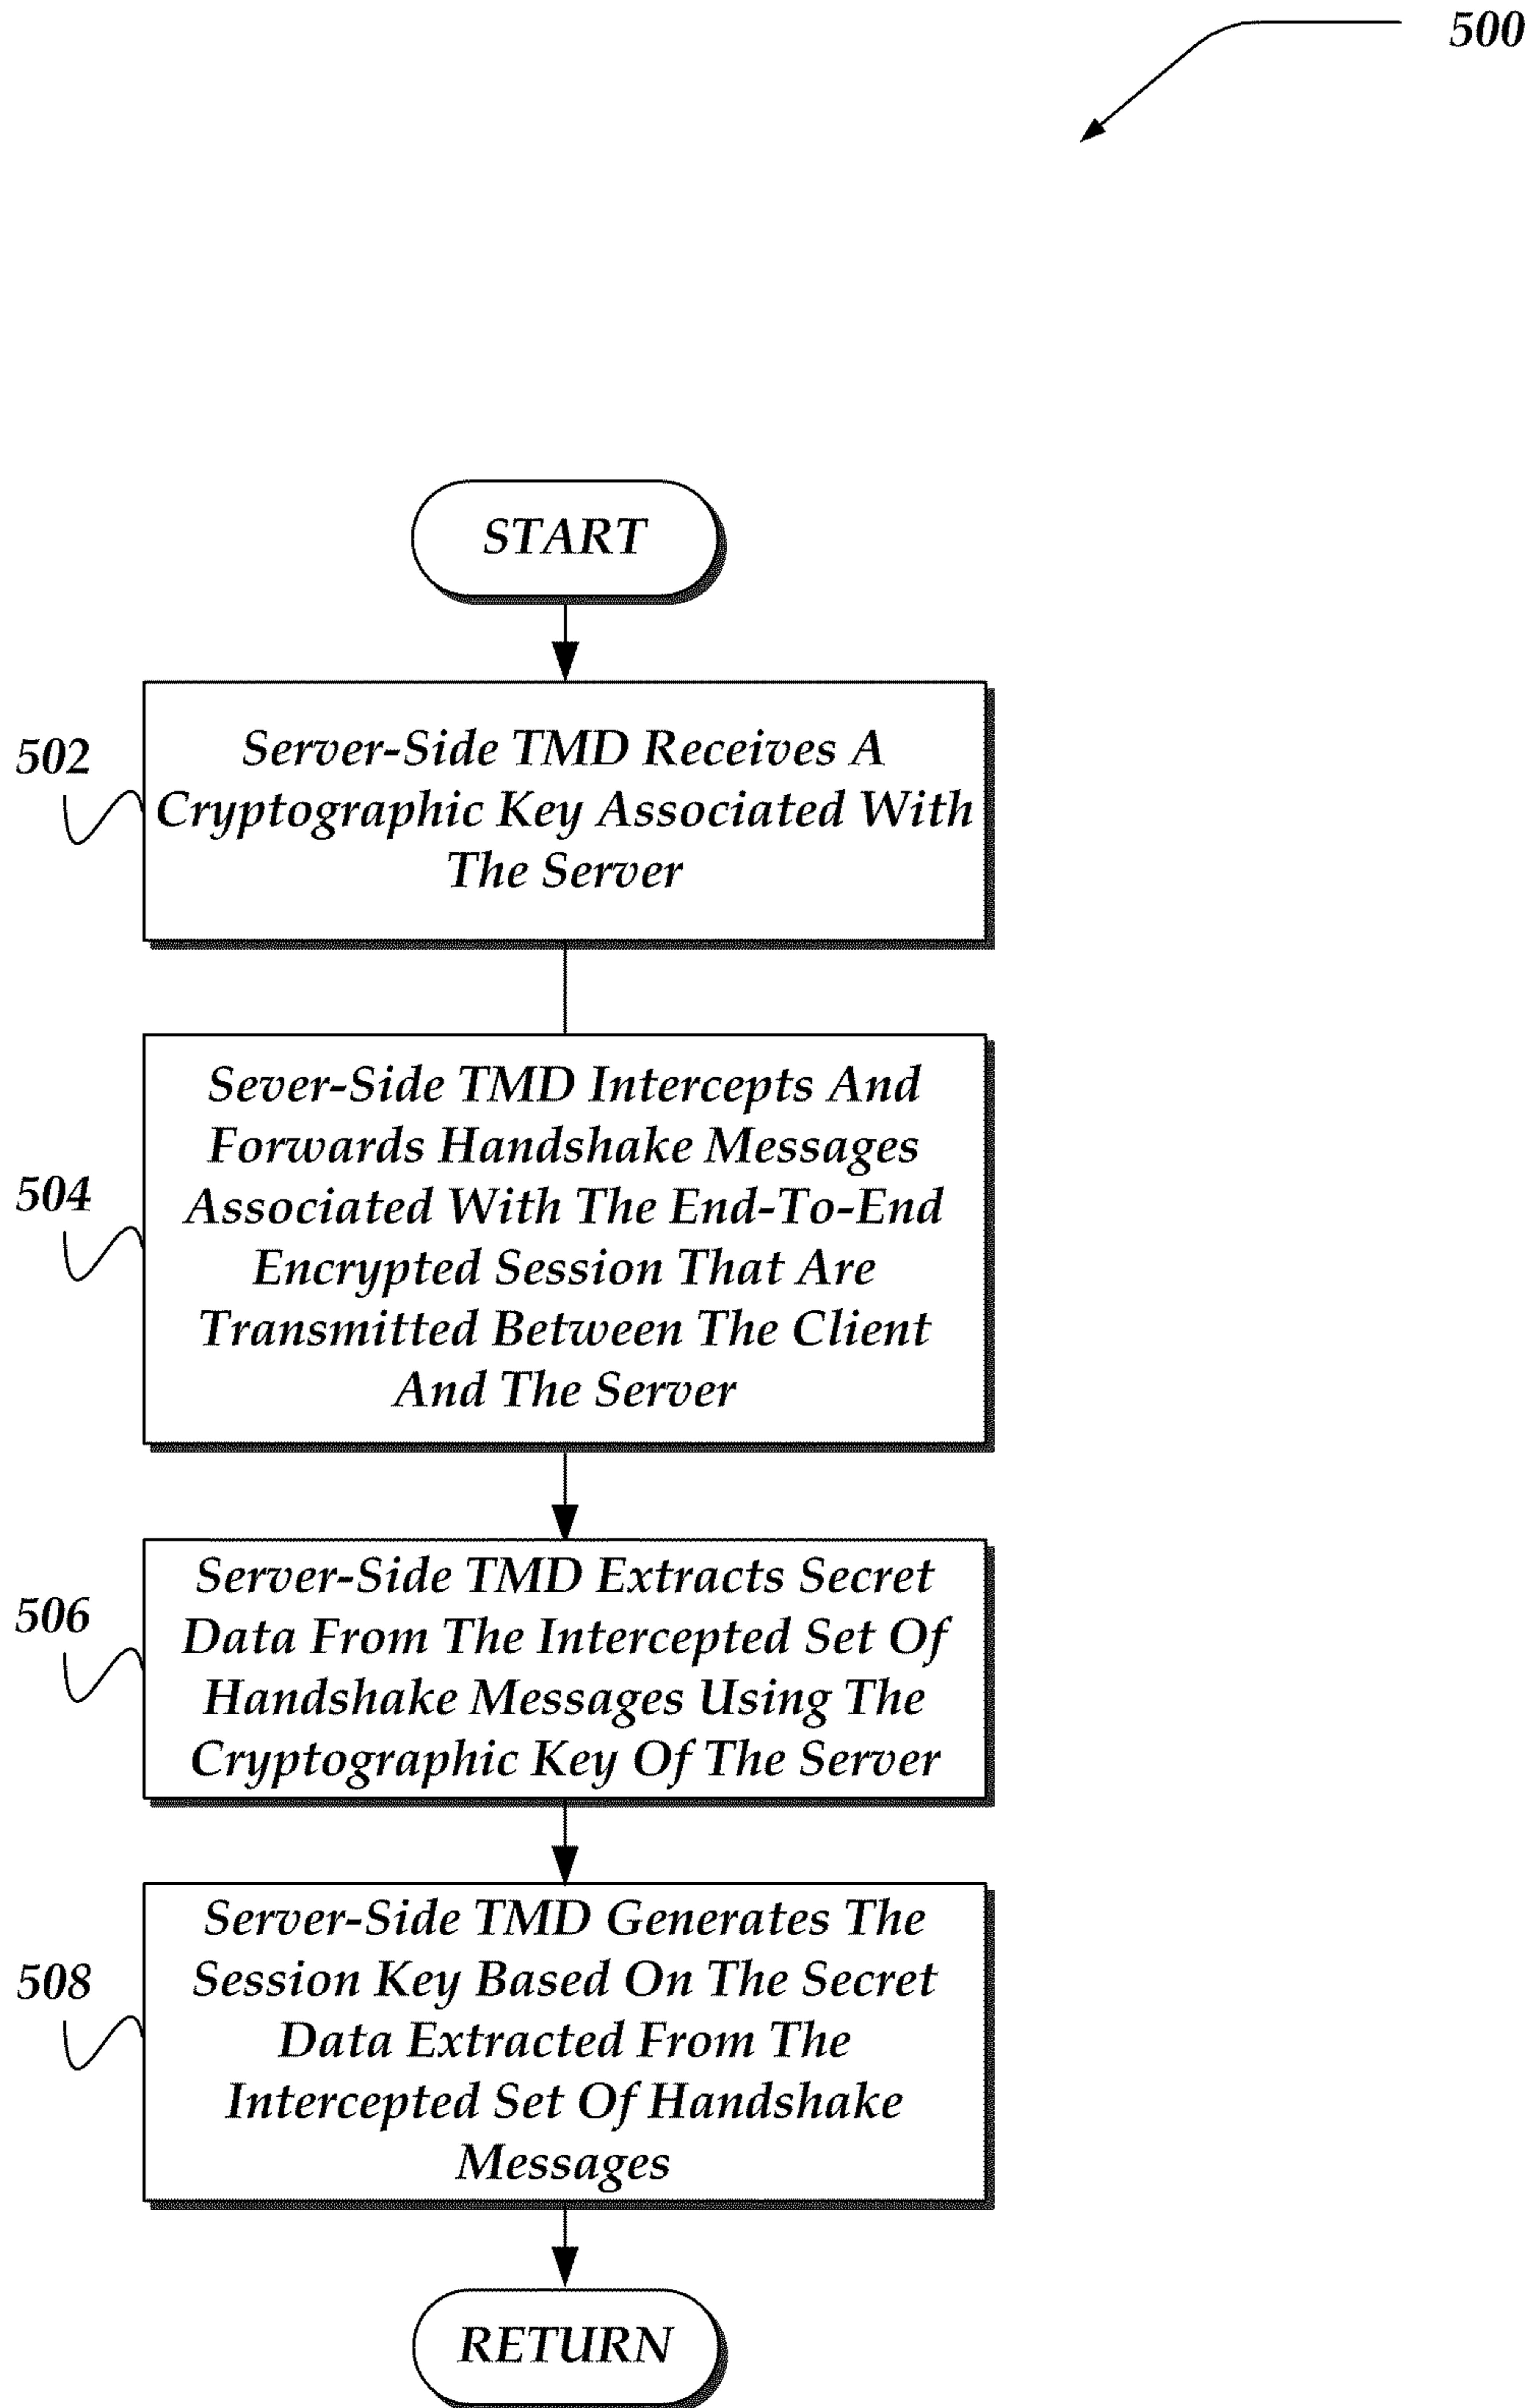 500
START
502
Server-Side TMD Receives A
Cryptographic Key Associated With
The Server
504
Sever-Side TMD Intercepts And
Forwards Handshake Messages
Associated With The End-To-End
Encrypted Session That Are
Transmitted Between The Client
And The Server
506
Server-Side TMD Extracts Secret
Data From The Intercepted Set Of
Handshake Messages Using The
Cryptographic Key Of The Server
508
Server-Side TMD Generates The
Session Key Based On The Secret
Data Extracted From The
Intercepted Set Of Handshake
Messages
RETURN